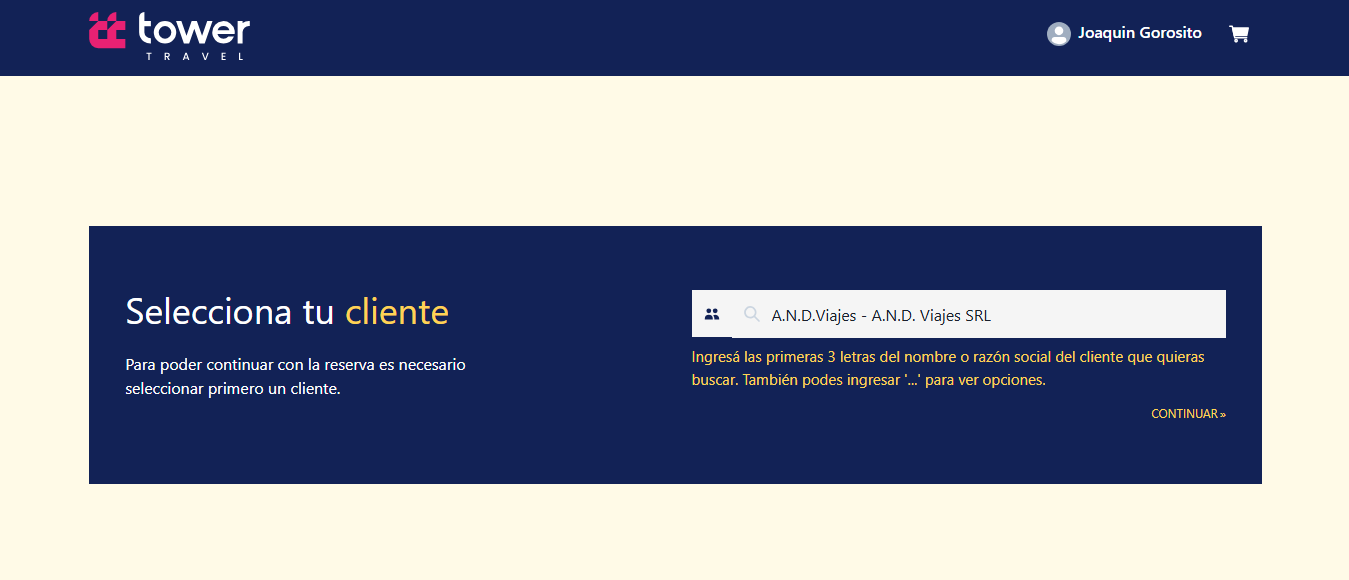 tower
TRAVEL
Joaquin Gorosito
Selecciona tu cliente
Para poder continuar con la reserva es necesario
seleccionar primero un cliente.
A.N.D.Viajes - A.N.D. Viajes SRL
Ingresá las primeras 3 letras del nombre o razón social del cliente que quieras
buscar. También podes ingresar '...' para ver opciones.
CONTINUAR »